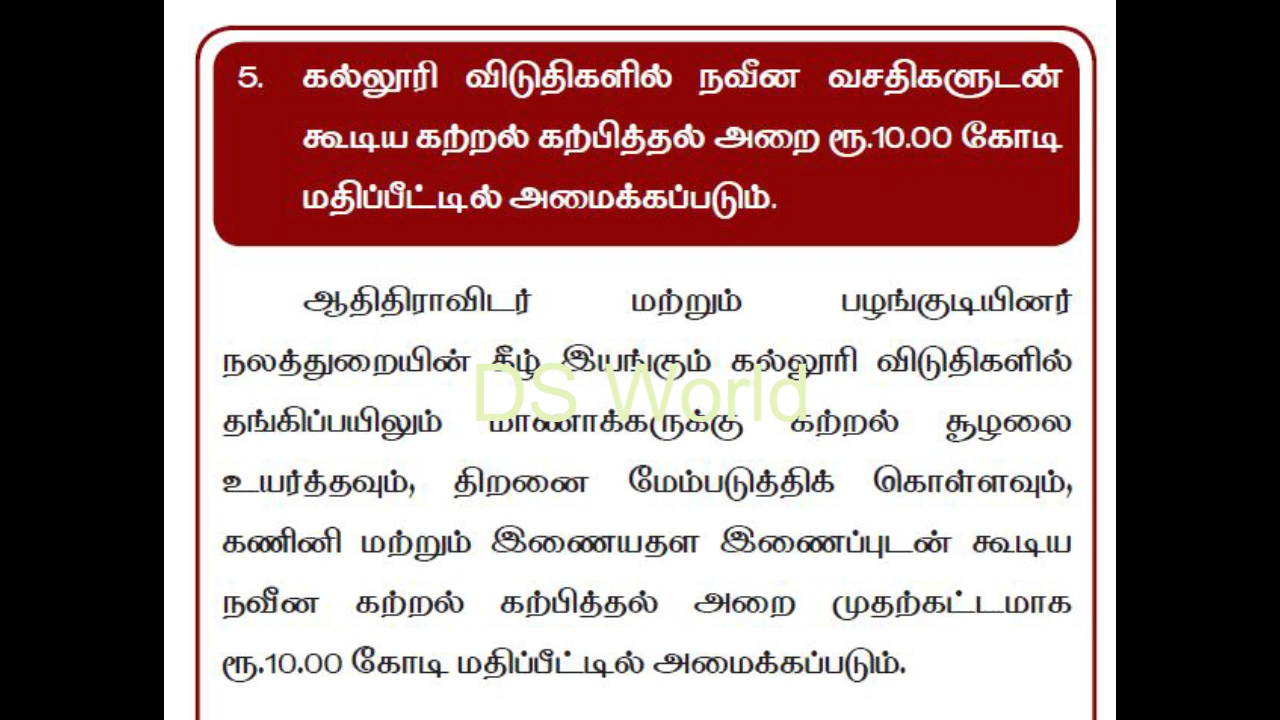 5. கல்லூரி விடுதிகளில் நவீன வசதிகளுடன்
கூடிய கற்றல் கற்பித்தல் அறை ரூ.10.00 கோடி
மதிப்பீட்டில் அமைக்கப்படும்.
ஆதிதிராவிடர் மற்றும் பழங்குடியினர்
நலத்துறையின் கீழ் இயங்கும் கல்லூரி விடுதிகளில்
தங்கிப்பயிலும் மாணாக்கருக்கு கற்றல் சூழலை
உயர்த்தவும், திறனை மேம்படுத்திக் கொள்ளவும்,
கணினி மற்றும் இணையதள இணைப்புடன் கூடிய
நவீன கற்றல் கற்பித்தல் அறை முதற்கட்டமாக
ரூ.10.00 கோடி மதிப்பீட்டில் அமைக்கப்படும்.
DS World